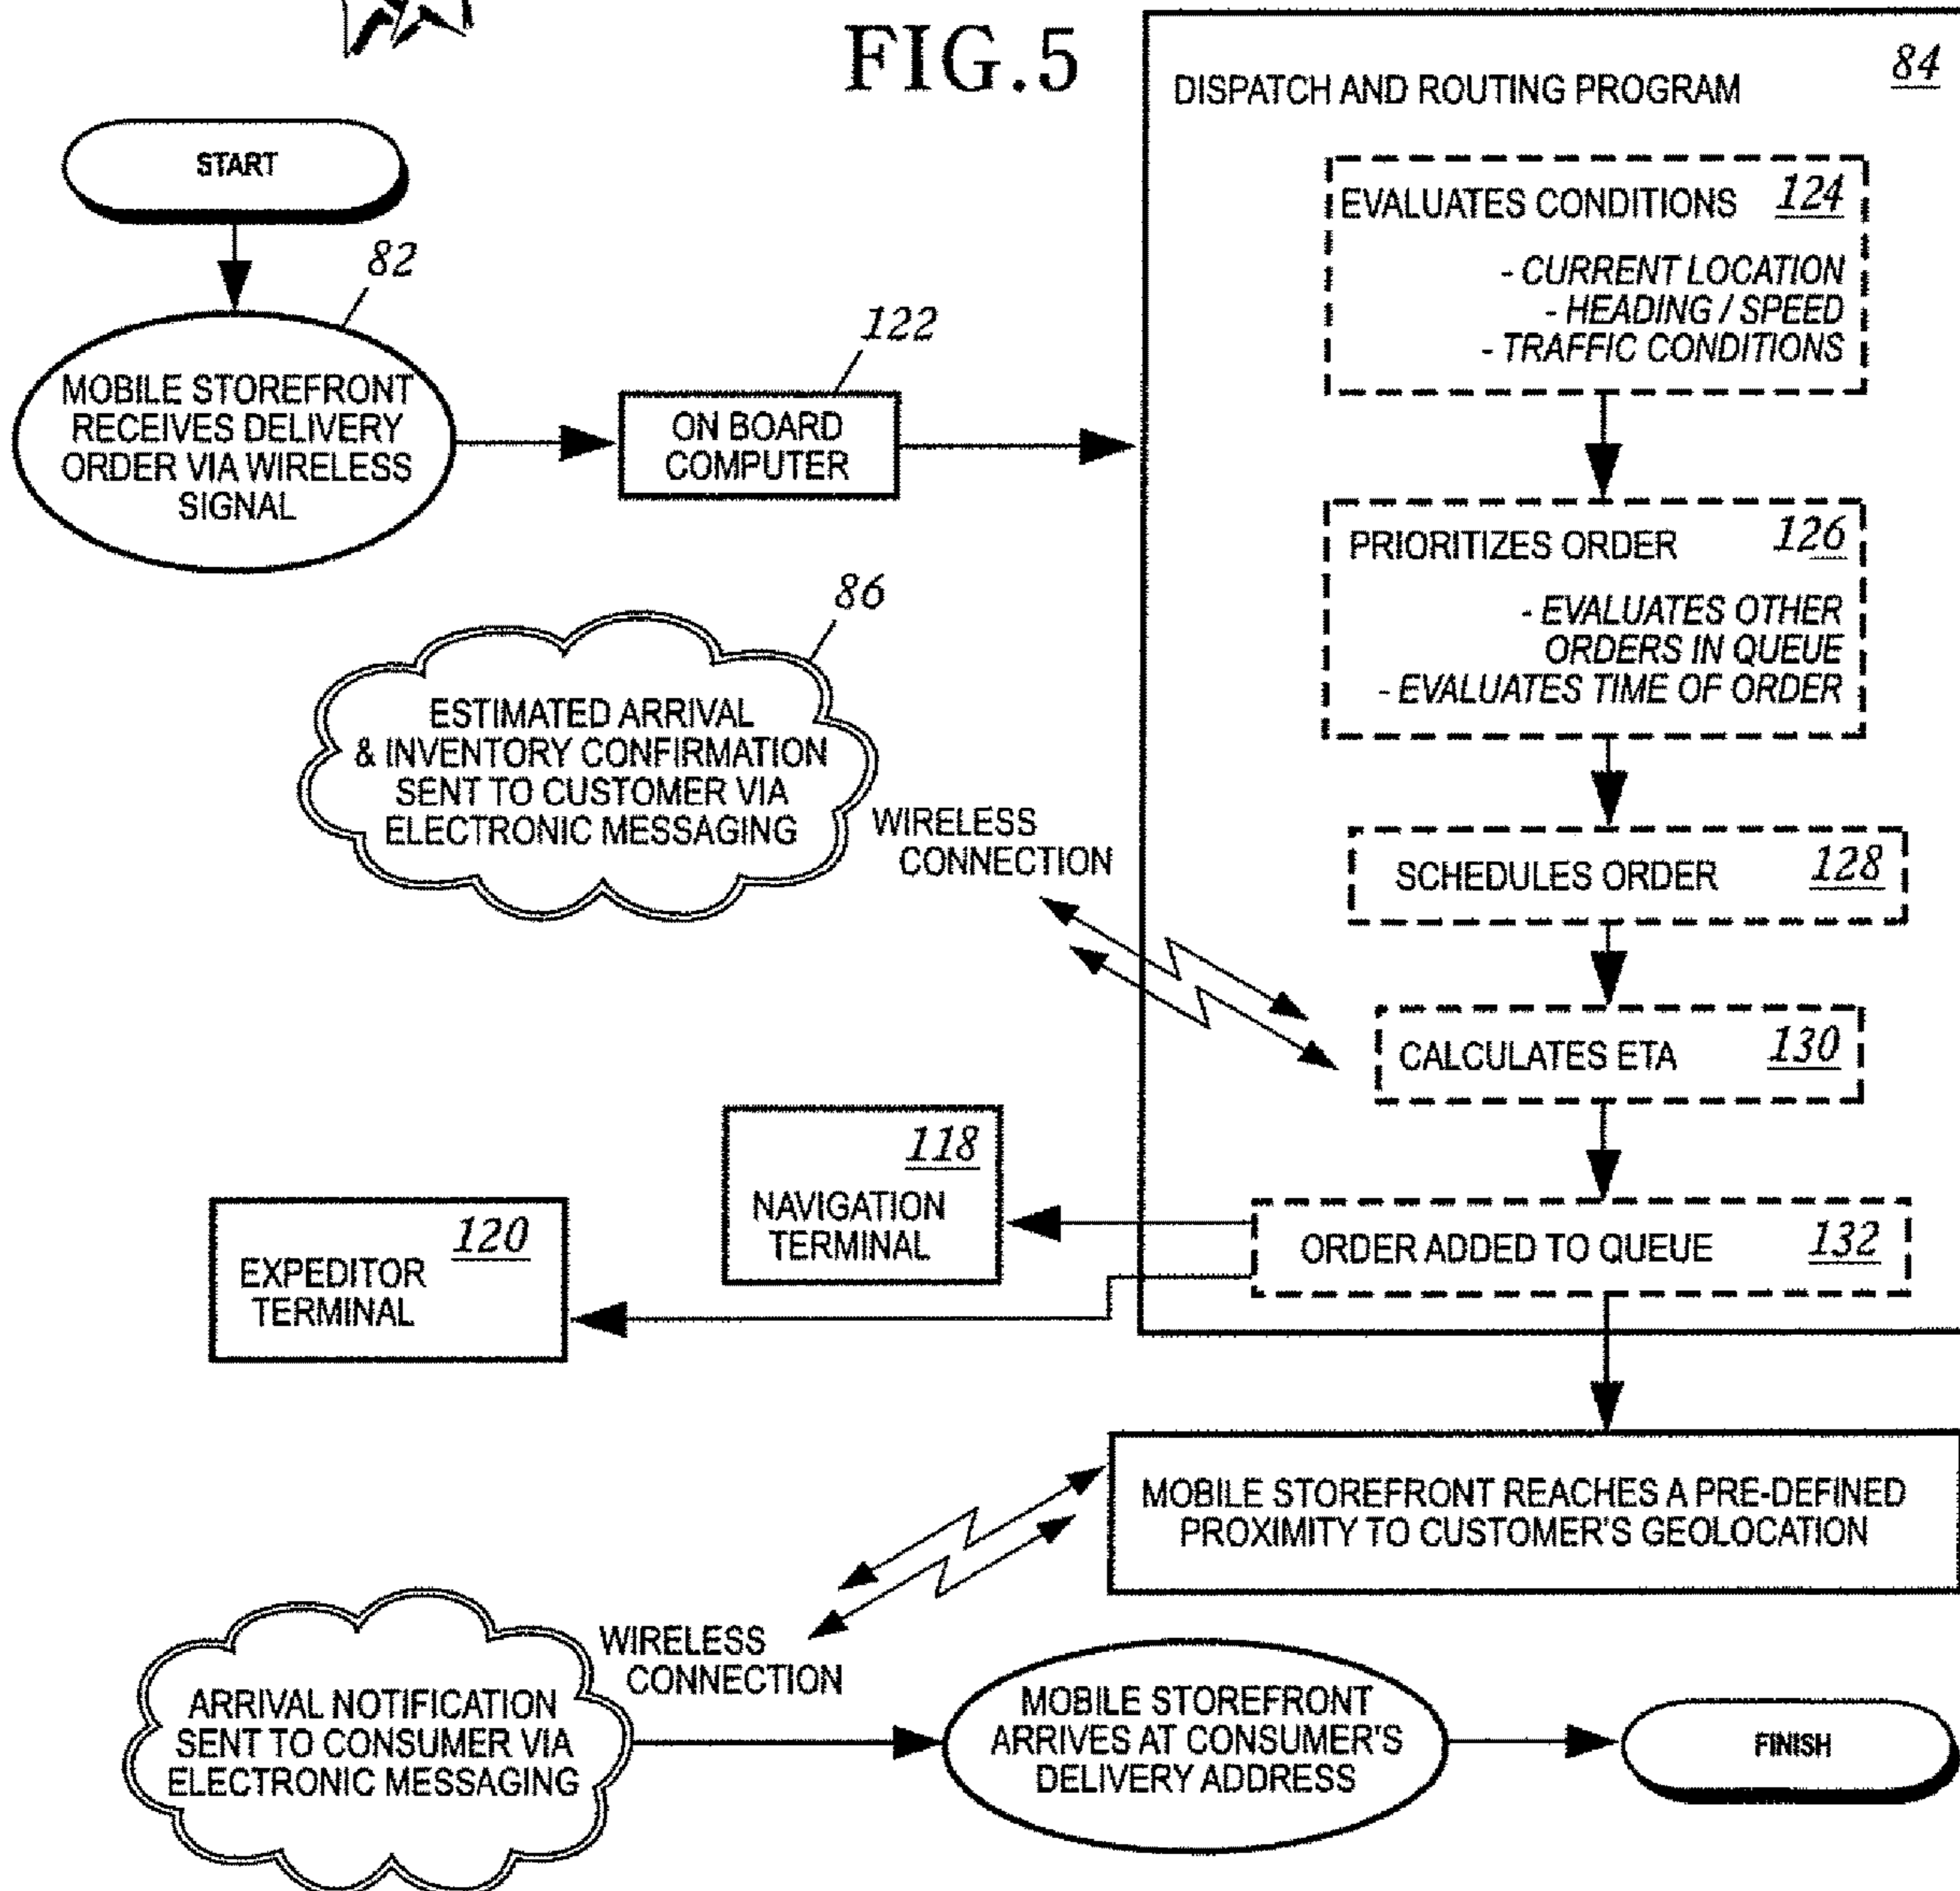 FIG.5
START
82
MOBILE STOREFRONT
RECEIVES DELIVERY
ORDER VIA WIRELESS
SIGNAL
122
ON BOARD
COMPUTER
84
DISPATCH AND ROUTING PROGRAM
EVALUATES CONDITIONS 124
- CURRENT LOCATION
- HEADING / SPEED
- TRAFFIC CONDITIONS
PRIORITIZES ORDER 126
- EVALUATES OTHER
ORDERS IN QUEUE
- EVALUATES TIME OF ORDER
SCHEDULES ORDER 128
CALCULATES ETA 130
ORDER ADDED TO QUEUE 132
86
ESTIMATED ARRIVAL
& INVENTORY CONFIRMATION
SENT TO CUSTOMER VIA
ELECTRONIC MESSAGING
WIRELESS
CONNECTION
118
NAVIGATION
TERMINAL
120
EXPEDITOR
TERMINAL
MOBILE STOREFRONT REACHES A PRE-DEFINED
PROXIMITY TO CUSTOMER'S GEOLOCATION
WIRELESS
CONNECTION
ARRIVAL NOTIFICATION
SENT TO CONSUMER VIA
ELECTRONIC MESSAGING
MOBILE STOREFRONT
ARRIVES AT CONSUMER'S
DELIVERY ADDRESS
FINISH